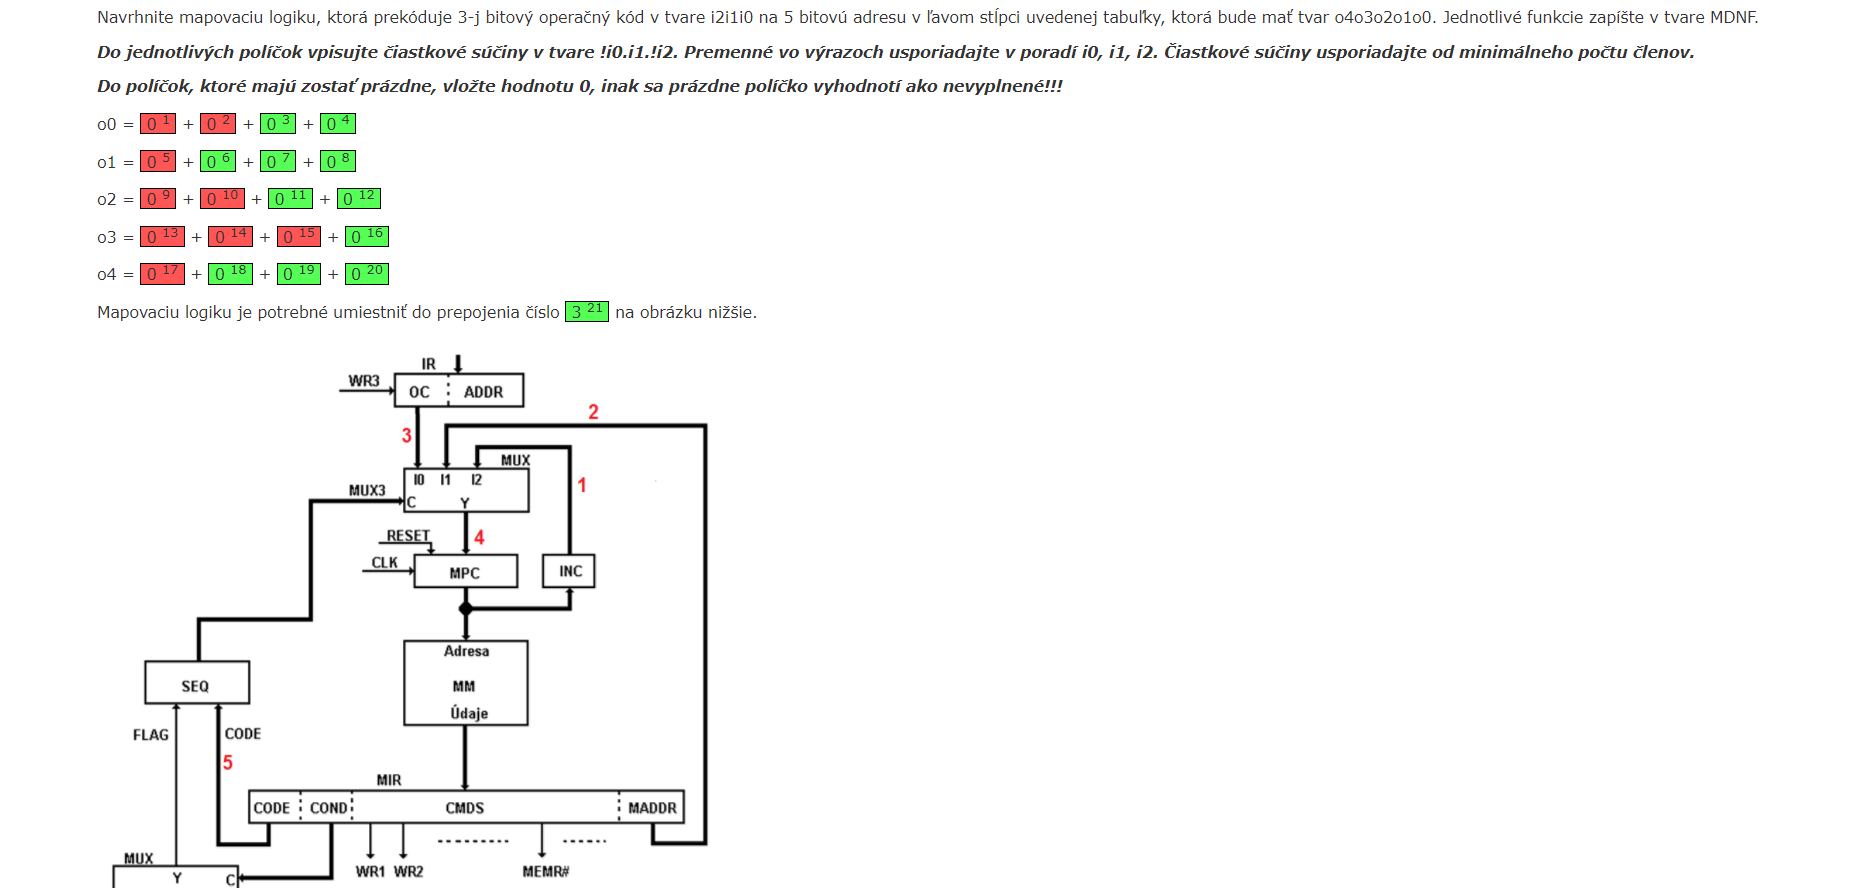 Navrhnite mapovaciu logiku, ktorá prekóduje 3-j bitový operačný kód v tvare i2i1i0 na 5 bitovú adresu v ľavom stĺpci uvedenej tabuľky, ktorá bude mať tvar o4o3o2o1o0. Jednotlivé funkcie zapíšte v tvare MDNF.
Do jednotlivých políčok vpisujte čiastkové súčiny v tvare !i0.i1.!i2. Premenné vo výrazoch usporiadajte v poradí i0, i1, i2. Čiastkové súčiny usporiadajte od minimálneho počtu členov.
Do políčok, ktoré majú zostať prázdne, vložte hodnotu 0, inak sa prázdne políčko vyhodnotí ako nevyplnené!!!
o0 = 0 1 + 0 2 + 0 3 + 0 4
o1 = 0 5 + 0 6 + 0 7 + 0 8
o2 = 0 9 + 0 10 + 0 11 + 0 12
o3 = 0 13 + 0 14 + 0 15 + 0 16
o4 = 0 17 + 0 18 + 0 19 + 0 20
Mapovaciu logiku je potrebné umiestniť do prepojenia číslo 3 21 na obrázku nižšie.
IR
WR3
OC ADDR
2
3
MUX
I0 I1 I2
1
MUX3
C
Y
RESET
4
CLK
MPC
INC
Adresa
MM
Údaje
SEQ
FLAG
CODE
5
MIR
CODE COND CMDS MADDR
MUX
Y
C
WR1 WR2
MEMR#